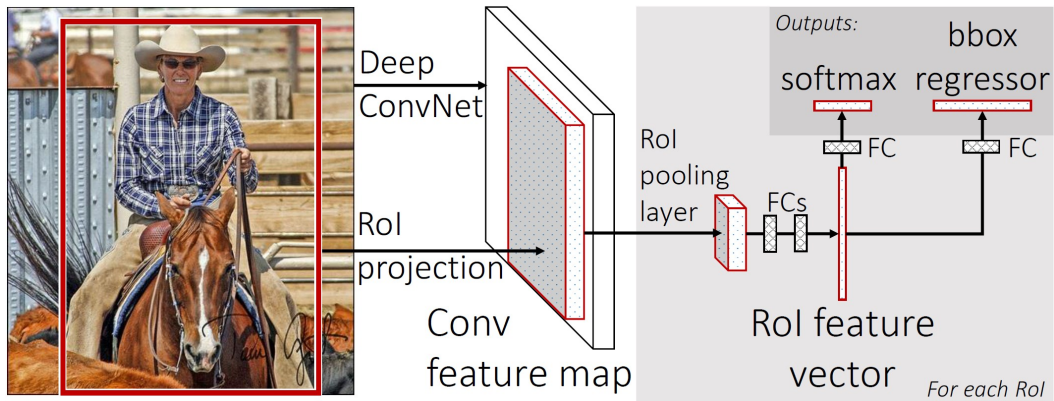 Deep
ConvNet
RoI
projection
Conv
feature map
RoI
pooling
layer
FCs
RoI feature
vector
For each RoI
Outputs:
softmax
bbox
regressor
FC
FC